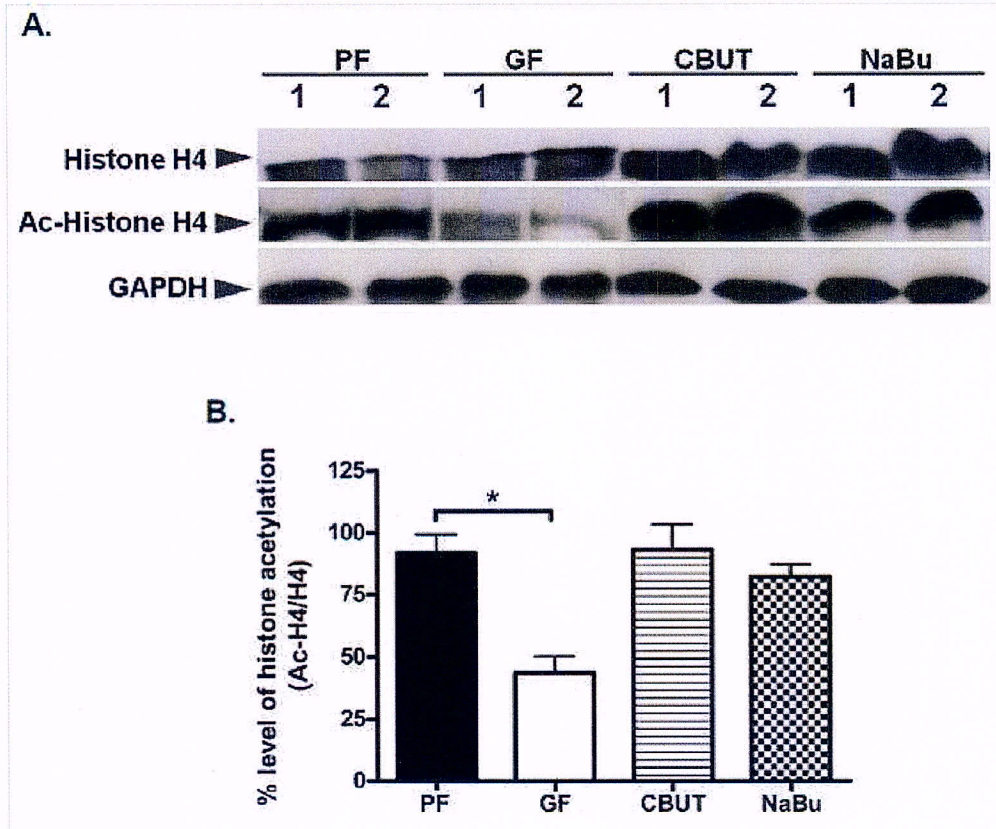 A.
PF GF CBUT NaBu
1 2 1 2 1 2 1 2
Histone H4
Ac-Histone H4
GAPDH
B.
% level of histone acetylation
(Ac-H4/H4)
125
100
75
50
25
0
*
PF GF CBUT NaBu